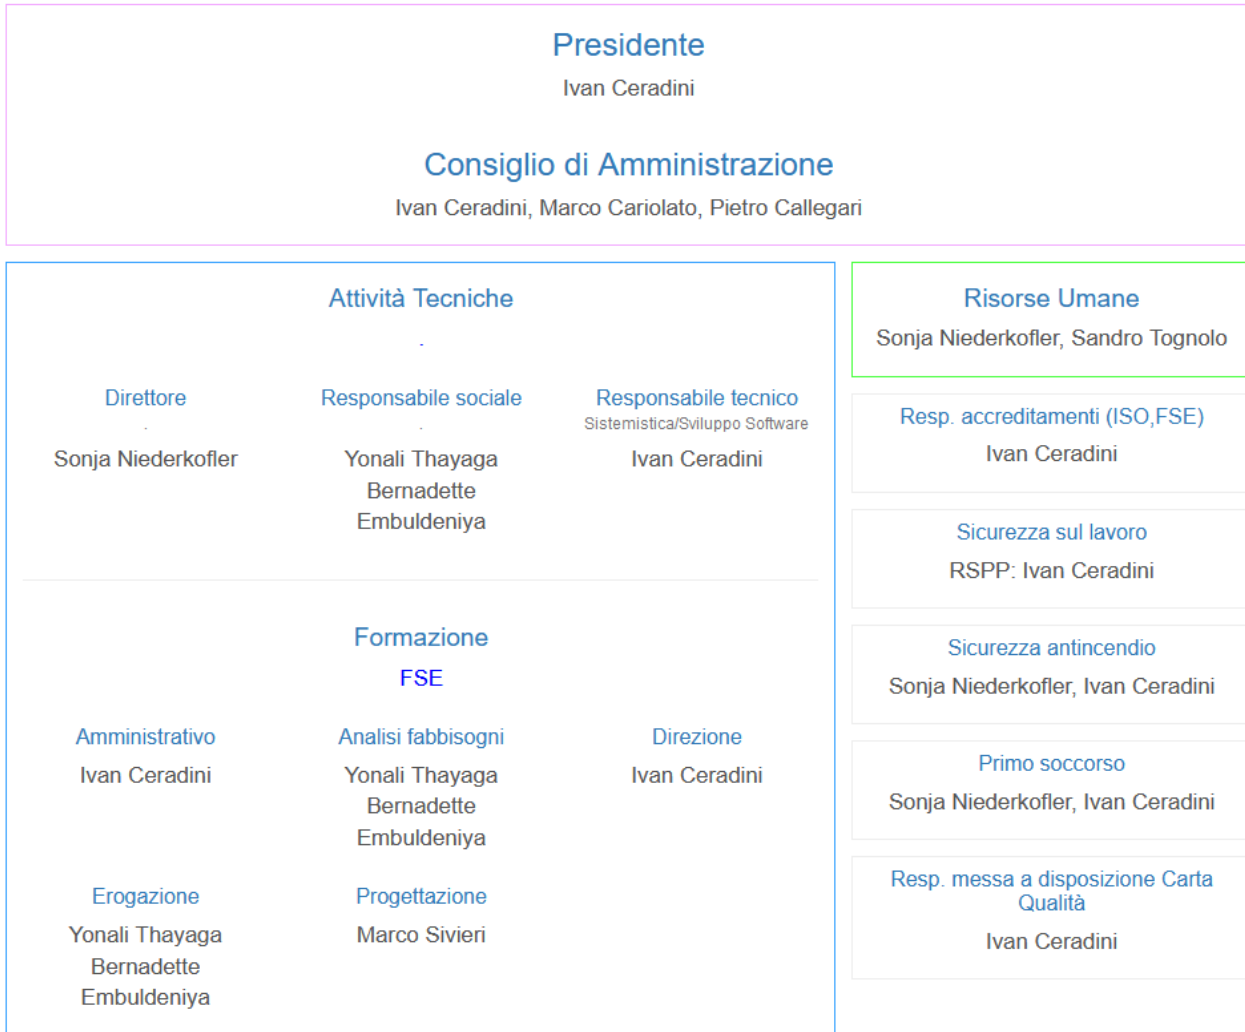 Presidente
Ivan Ceradini
Consiglio di Amministrazione
Ivan Ceradini, Marco Cariolato, Pietro Callegari
Attività Tecniche
.
Direttore
.
Sonja Niederkofler
Responsabile sociale
.
Yonali Thayaga
Bernadette
Embuldeniya
Responsabile tecnico
Sistemistica/Sviluppo Software
Ivan Ceradini
Formazione
FSE
Amministrativo
Ivan Ceradini
Analisi fabbisogni
Yonali Thayaga
Bernadette
Embuldeniya
Direzione
Ivan Ceradini
Erogazione
Yonali Thayaga
Bernadette
Embuldeniya
Progettazione
Marco Sivieri
Risorse Umane
Sonja Niederkofler, Sandro Tognolo
Resp. accreditamenti (ISO,FSE)
Ivan Ceradini
Sicurezza sul lavoro
RSPP: Ivan Ceradini
Sicurezza antincendio
Sonja Niederkofler, Ivan Ceradini
Primo soccorso
Sonja Niederkofler, Ivan Ceradini
Resp. messa a disposizione Carta
Qualità
Ivan Ceradini